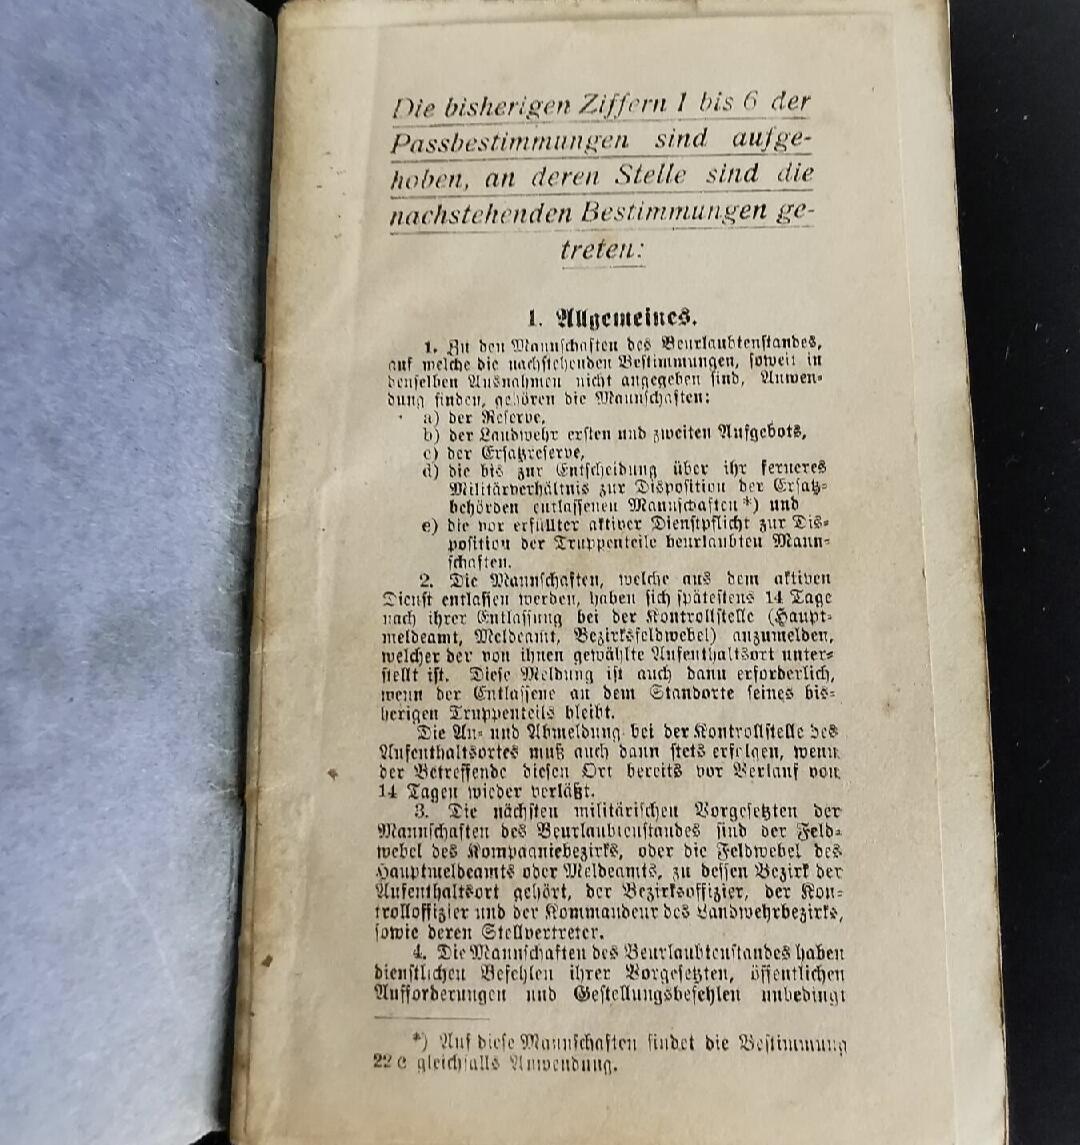 Die bisherigen Ziffern 1 bis 6 der
Passbestimmungen sind aufge-
hoben, an deren Stelle sind die
nachstehenden Bestimmungen ge-
treten:
1. Allgemeines.
1. Zu den Mannschaften des Beurlaubtenstandes,
auf welche die nachstehenden Bestimmungen, soweit in
denselben Ausnahmen nicht angegeben sind, Anwen-
dung finden, gehören die Mannschaften:
a) der Reserve,
b) der Landwehr ersten und zweiten Aufgebots,
c) der Ersatzreserve,
d) die bis zur Entscheidung über ihr ferneres
Militärverhältnis zur Disposition der Ersatz-
behörden entlassenen Mannschaften*) und
e) die vor erfüllter aktiver Dienstpflicht zur Dis-
position der Truppenteile beurlaubten Mann-
schaften.
2. Die Mannschaften, welche aus dem aktiven
Dienst entlassen werden, haben sich spätestens 14 Tage
nach ihrer Entlassung bei der Kontrollstelle (Haupt-
meldeamt, Meldeamt, Bezirksfeldwebel) anzumelden,
welcher der von ihnen gewählte Aufenthaltsort unter-
stellt ist. Diese Meldung ist auch dann erforderlich,
wenn der Entlassene an dem Standorte seines bis-
herigen Truppenteils bleibt.
Die An- und Abmeldung bei der Kontrollstelle des
Aufenthaltsortes muß auch dann stets erfolgen, wenn
der Betreffende diesen Ort bereits vor Verlauf von
14 Tagen wieder verläßt.
3. Die nächsten militärischen Vorgesetzten der
Mannschaften des Beurlaubtenstandes sind der Feld-
webel des Kompagniebezirks, oder die Feldwebel des
Hauptmeldeamts oder Meldeamts, zu dessen Bezirk der
Aufenthaltsort gehört, der Bezirksoffizier, der Kon-
trolloffizier und der Kommandeur des Landwehrbezirks,
sowie deren Stellvertreter.
4. Die Mannschaften des Beurlaubtenstandes haben
dienstlichen Befehlen ihrer Vorgesetzten, öffentlichen
Aufforderungen und Gestellungsbefehlen unbedingt
*) Auf diese Mannschaften findet die Bestimmung
22 c gleichfalls Anwendung.